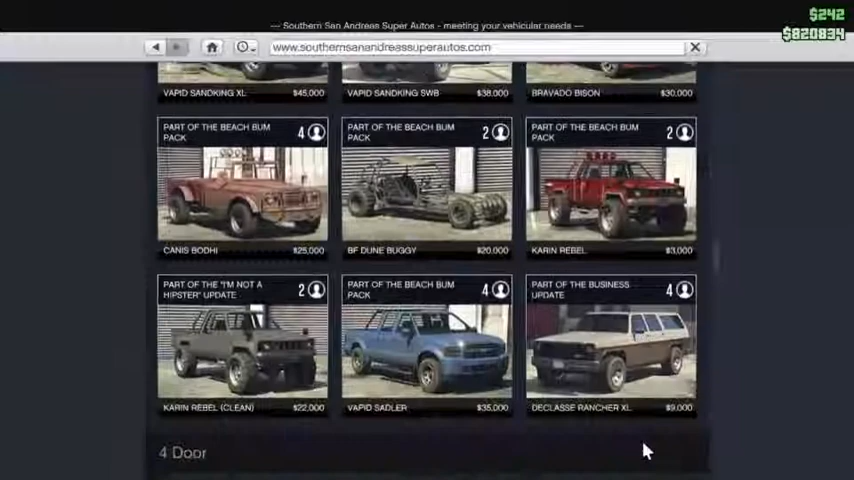 $242
$820834
— Southern San Andreas Super Autos - meeting your vehicular needs —
www.southernsanandreassuperautos.com
VAPID SANDKING XL $45,000
VAPID SANDKING SWB $38,000
BRAVADO BISON $30,000
PART OF THE BEACH BUM
PACK
4
PART OF THE BEACH BUM
PACK
2
PART OF THE BEACH BUM
PACK
2
CANIS BODHI $25,000
BF DUNE BUGGY $20,000
KARIN REBEL $3,000
PART OF THE "I'M NOT A
HIPSTER" UPDATE
2
PART OF THE BEACH BUM
PACK
4
PART OF THE BUSINESS
UPDATE
4
KARIN REBEL (CLEAN) $22,000
VAPID SADLER $35,000
DECLASSE RANCHER XL $9,000
4 Door